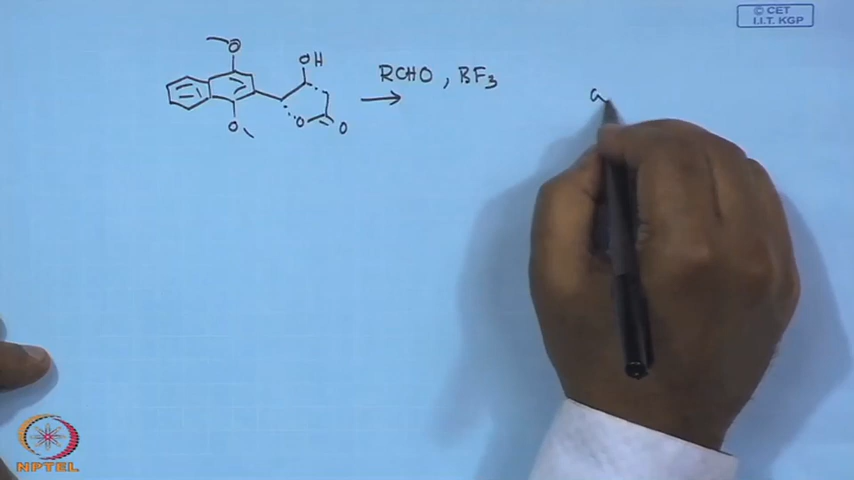 © CET
I.I.T. KGP
O
OH
RCHO , BF3
O
O
O
NPTEL